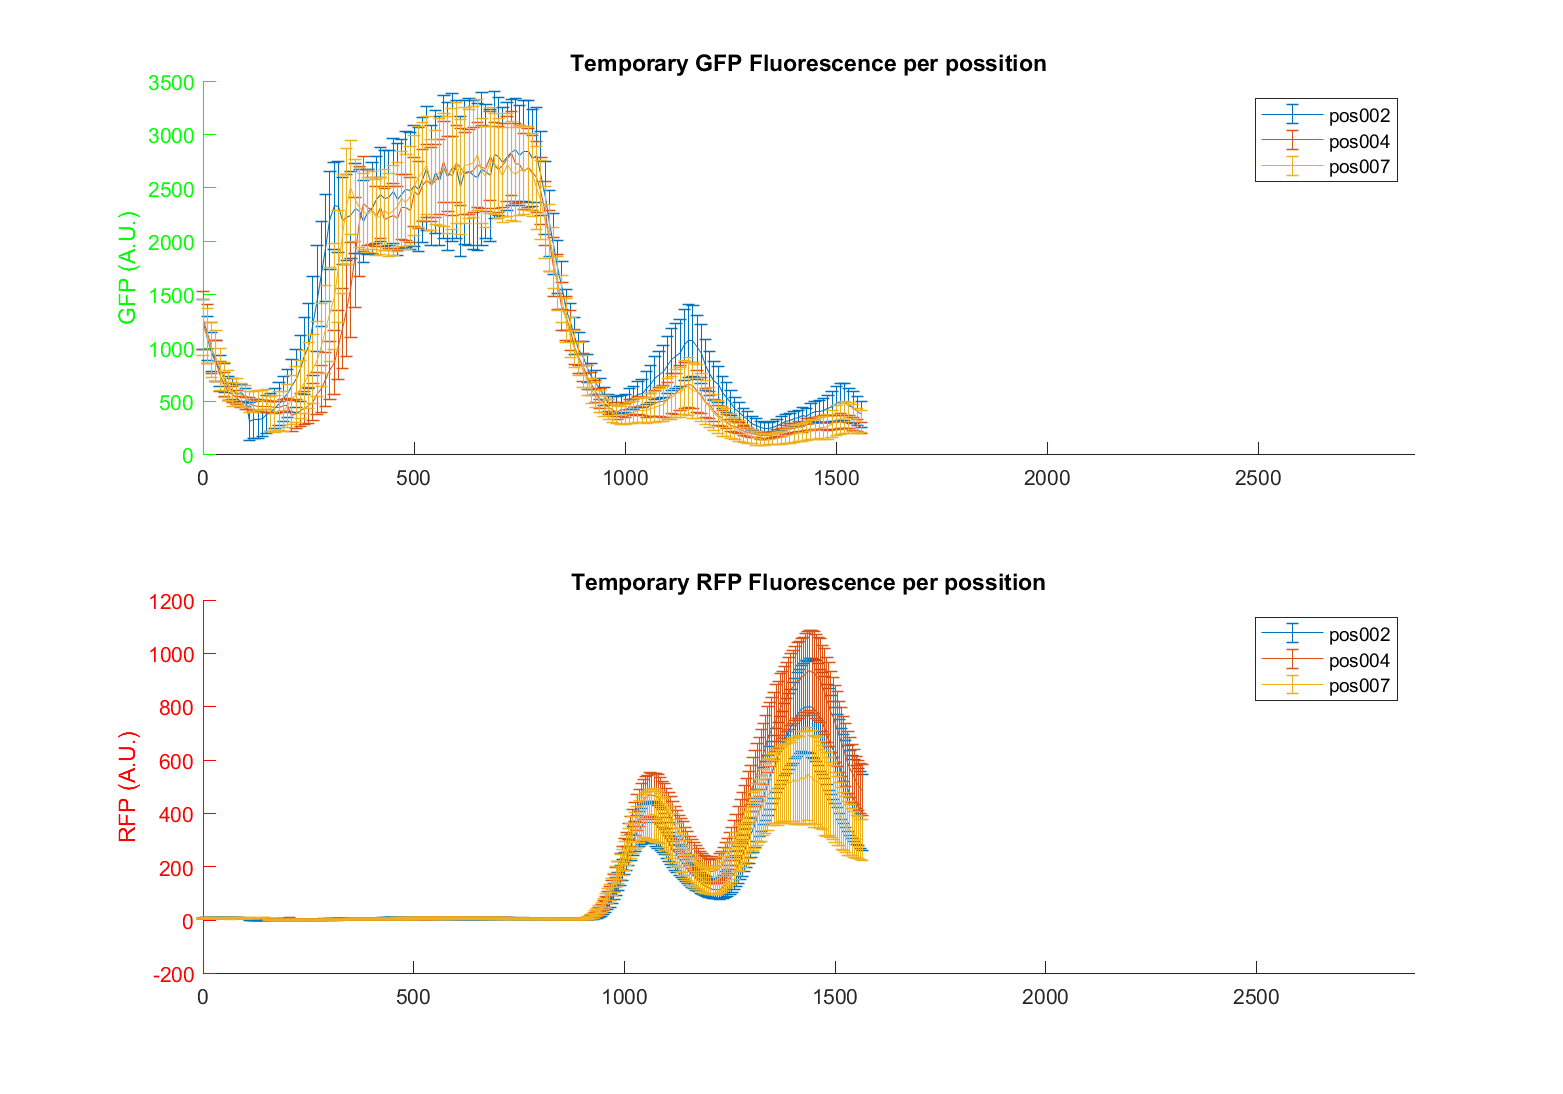 Temporary GFP Fluorescence per possition
GFP (A.U.)
3500
3000
2500
2000
1500
1000
500
0
0 500 1000 1500 2000 2500
pos002
pos004
pos007
Temporary RFP Fluorescence per possition
RFP (A.U.)
1200
1000
800
600
400
200
0
-200
0 500 1000 1500 2000 2500
pos002
pos004
pos007